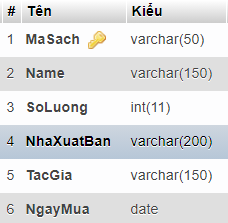 # Tên Kiểu
1 MaSach varchar(50)
2 Name varchar(150)
3 SoLuong int(11)
4 NhaXuatBan varchar(200)
5 TacGia varchar(150)
6 NgayMua date